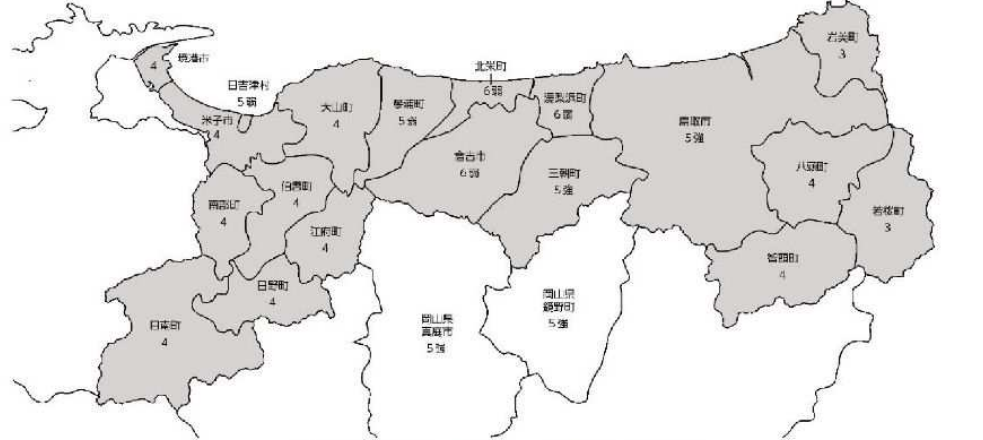 境港市
4
日吉津村
5弱
米子市
4
大山町
4
琴浦町
5弱
北栄町
6弱
湯梨浜町
6弱
倉吉市
6弱
三朝町
5強
鳥取市
5強
岩美町
3
八頭町
4
若桜町
3
智頭町
4
南部町
4
伯耆町
4
江府町
4
日野町
4
日南町
4
岡山県
真庭市
5強
岡山県
鏡野町
5強